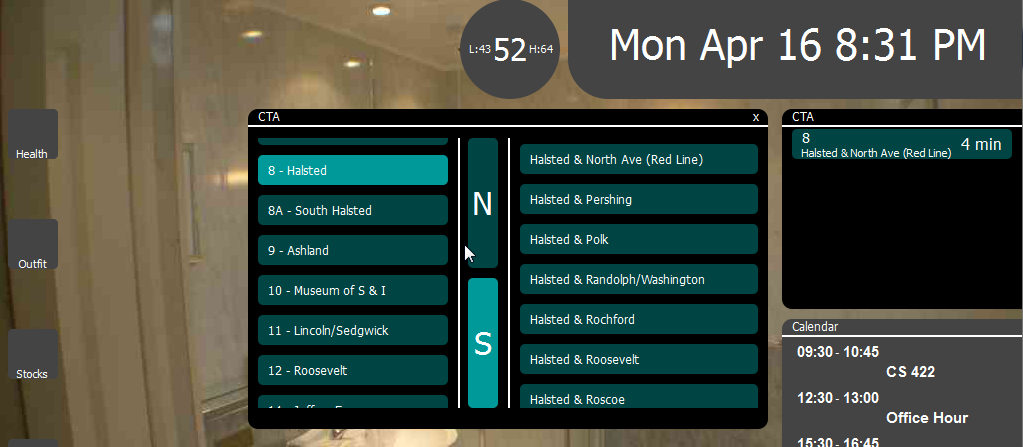 L:43 52 H:64
Mon Apr 16 8:31 PM
Health
Outfit
Stocks
CTA x
8 - Halsted
8A - South Halsted
9 - Ashland
10 - Museum of S & I
11 - Lincoln/Sedgwick
12 - Roosevelt
N
S
Halsted & North Ave (Red Line)
Halsted & Pershing
Halsted & Polk
Halsted & Randolph/Washington
Halsted & Rochford
Halsted & Roosevelt
Halsted & Roscoe
CTA
8
Halsted & North Ave (Red Line) 4 min
Calendar
09:30 - 10:45
CS 422
12:30 - 13:00
Office Hour
15:30 - 16:45